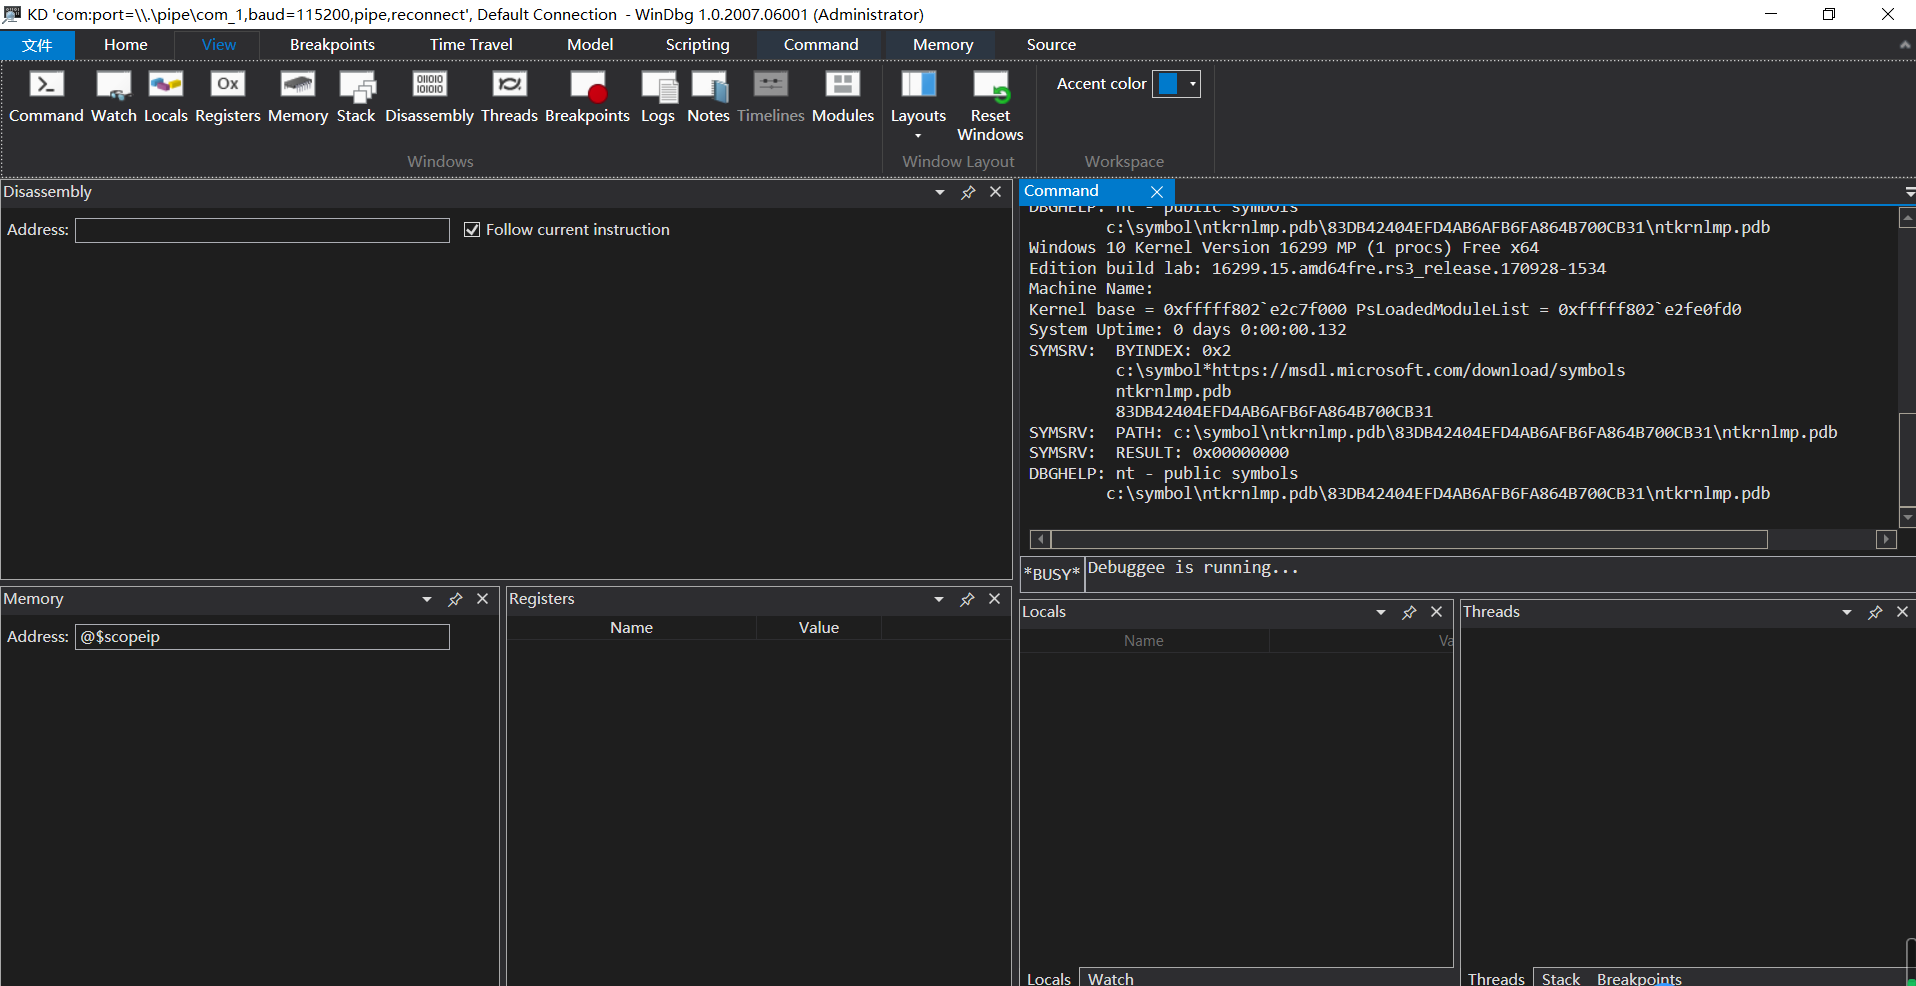 KD 'com:port=\\.\pipe\com_1,baud=115200,pipe,reconnect', Default Connection  - WinDbg 1.0.2007.06001 (Administrator)
文件 Home View Breakpoints Time Travel Model Scripting Command Memory Source
Command Watch Locals Registers Memory Stack Disassembly Threads Breakpoints Logs Notes Timelines Modules Layouts Reset Windows Accent color
Windows Window Layout Workspace
Disassembly
Address: Follow current instruction
Command
DBGHELP: nt - public symbols
c:\symbol\ntkrnlmp.pdb\83DB42404EFD4AB6AFB6FA864B700CB31\ntkrnlmp.pdb
Windows 10 Kernel Version 16299 MP (1 procs) Free x64
Edition build lab: 16299.15.amd64fre.rs3_release.170928-1534
Machine Name:
Kernel base = 0xfffff802`e2c7f000 PsLoadedModuleList = 0xfffff802`e2fe0fd0
System Uptime: 0 days 0:00:00.132
SYMSRV:  BYINDEX: 0x2
c:\symbol*https://msdl.microsoft.com/download/symbols
ntkrnlmp.pdb
83DB42404EFD4AB6AFB6FA864B700CB31
SYMSRV:  PATH: c:\symbol\ntkrnlmp.pdb\83DB42404EFD4AB6AFB6FA864B700CB31\ntkrnlmp.pdb
SYMSRV:  RESULT: 0x00000000
DBGHELP: nt - public symbols
c:\symbol\ntkrnlmp.pdb\83DB42404EFD4AB6AFB6FA864B700CB31\ntkrnlmp.pdb
*BUSY* Debuggee is running...
Memory
Address: @$scopeip
Registers
Name Value
Locals
Name Va
Locals Watch
Threads
Threads Stack Breakpoints